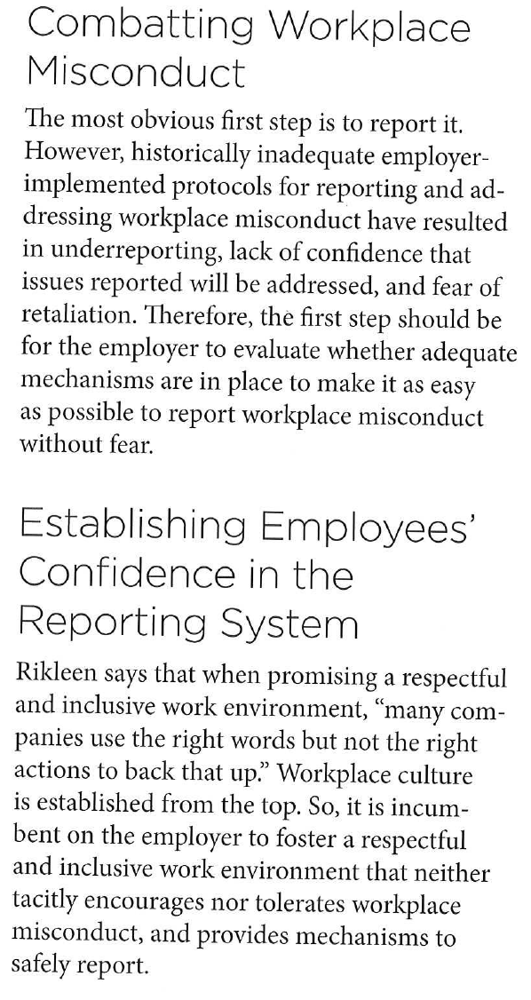 Combatting Workplace
Misconduct
The most obvious first step is to report it.
However, historically inadequate employer-
implemented protocols for reporting and ad-
dressing workplace misconduct have resulted
in underreporting, lack of confidence that
issues reported will be addressed, and fear of
retaliation. Therefore, the first step should be
for the employer to evaluate whether adequate
mechanisms are in place to make it as easy
as possible to report workplace misconduct
without fear.
Establishing Employees’
Confidence in the
Reporting System
Rikleen says that when promising a respectful
and inclusive work environment, “many com-
panies use the right words but not the right
actions to back that up.” Workplace culture
is established from the top. So, it is incum-
bent on the employer to foster a respectful
and inclusive work environment that neither
tacitly encourages nor tolerates workplace
misconduct, and provides mechanisms to
safely report.